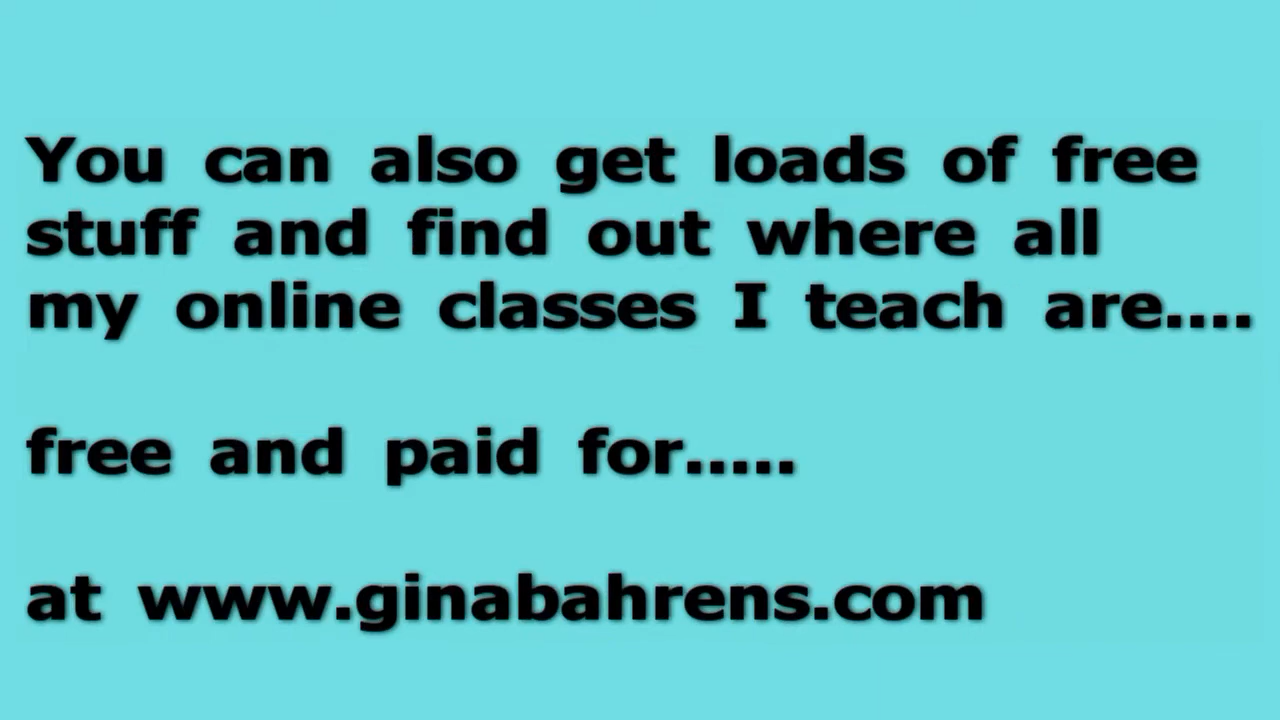 You can also get loads of free
stuff and find out where all
my online classes I teach are....
free and paid for.....
at www.ginabahrens.com